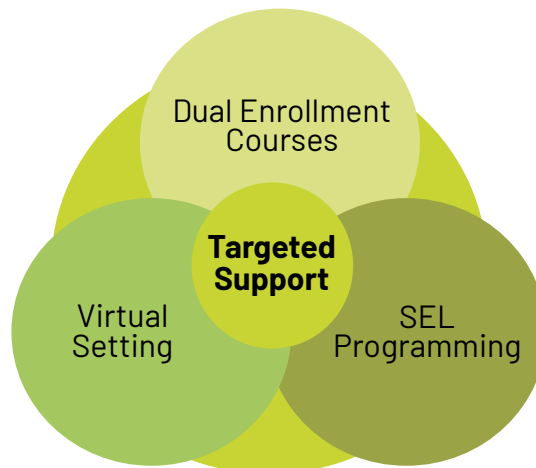 Dual Enrollment
Courses
Targeted
Support
Virtual
Setting
SEL
Programming